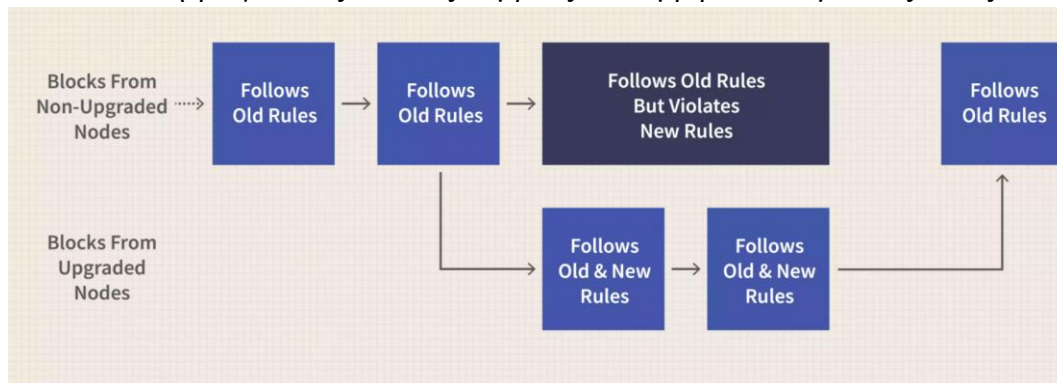 Blocks From
Non-Upgraded
Nodes
Follows
Old Rules
Follows
Old Rules
Follows Old Rules
But Violates
New Rules
Follows
Old Rules
Blocks From
Upgraded
Nodes
Follows
Old & New
Rules
Follows
Old & New
Rules